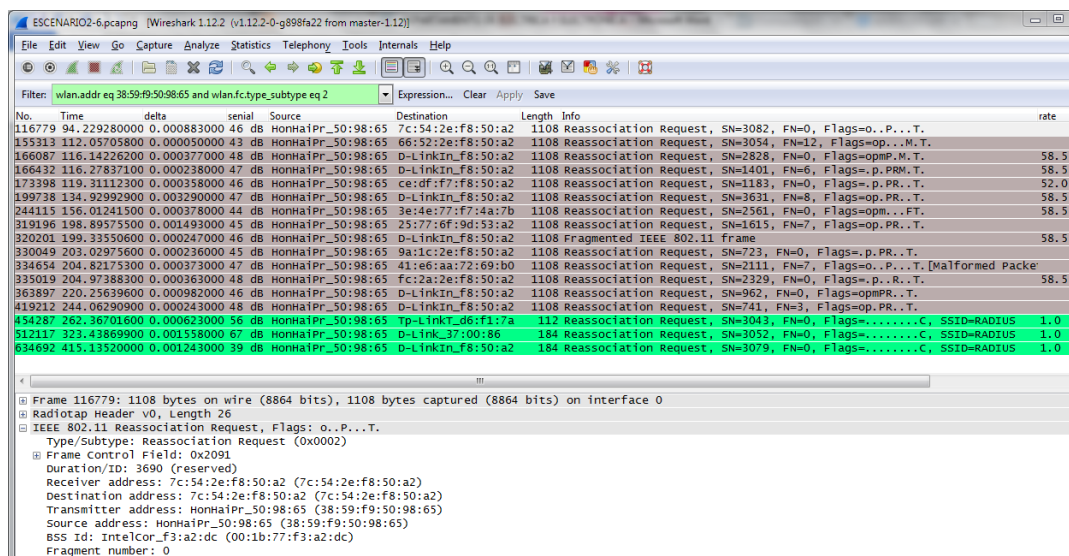 ESCENARIO2-6.pcapng [Wireshark 1.12.2 (v1.12.2-0-g898fa22 from master-1.12)]
File Edit View Go Capture Analyze Statistics Telephony Tools Internals Help
Filter: wlan.addr eq 38:59:f9:50:98:65 and wlan.fc.type_subtype eq 2 Expression... Clear Apply Save
No. Time delta senial Source Destination Length Info rate
116779 94.229280000 0.000883000 46 dB HonHaiPr_50:98:65 7c:54:2e:f8:50:a2 1108 Reassociation Request, SN=3082, FN=0, Flags=o..P...T.
155313 112.05705800 0.000050000 43 dB HonHaiPr_50:98:65 66:52:2e:f8:50:a2 1108 Reassociation Request, SN=3054, FN=12, Flags=op...M.T.
166087 116.14226200 0.000377000 48 dB HonHaiPr_50:98:65 D-LinkIn_f8:50:a2 1108 Reassociation Request, SN=2828, FN=0, Flags=opmP.M.T. 58.5
166432 116.27837100 0.000238000 47 dB HonHaiPr_50:98:65 D-LinkIn_f8:50:a2 1108 Reassociation Request, SN=1401, FN=6, Flags=.p.PRM.T. 58.5
173398 119.31112300 0.000358000 46 dB HonHaiPr_50:98:65 ce:df:f7:f8:50:a2 1108 Reassociation Request, SN=1183, FN=0, Flags=.p.PR..T. 52.0
199738 134.92992900 0.003290000 47 dB HonHaiPr_50:98:65 D-LinkIn_f8:50:a2 1108 Reassociation Request, SN=3631, FN=8, Flags=op.PR..T. 58.5
244115 156.01241500 0.000378000 44 dB HonHaiPr_50:98:65 3e:4e:77:f7:4a:7b 1108 Reassociation Request, SN=2561, FN=0, Flags=opm...FT. 58.5
319196 198.89575500 0.001493000 45 dB HonHaiPr_50:98:65 25:77:6f:9d:53:a2 1108 Reassociation Request, SN=1615, FN=7, Flags=op.PR..T.
320201 199.33550600 0.000247000 46 dB HonHaiPr_50:98:65 D-LinkIn_f8:50:a2 1108 Fragmented IEEE 802.11 frame 58.5
330049 203.02975600 0.000236000 45 dB HonHaiPr_50:98:65 9a:1c:2e:f8:50:a2 1108 Reassociation Request, SN=723, FN=0, Flags=.p.PR..T.
334654 204.82175300 0.000373000 47 dB HonHaiPr_50:98:65 41:e6:aa:72:69:b0 1108 Reassociation Request, SN=2111, FN=7, Flags=o..P...T.[Malformed Packe
335019 204.97388300 0.000363000 48 dB HonHaiPr_50:98:65 fc:2a:2e:f8:50:a2 1108 Reassociation Request, SN=2329, FN=0, Flags=.p..R..T. 58.5
363897 220.25639600 0.000982000 46 dB HonHaiPr_50:98:65 D-LinkIn_f8:50:a2 1108 Reassociation Request, SN=962, FN=0, Flags=opmPR..T.
419212 244.06290900 0.000243000 48 dB HonHaiPr_50:98:65 D-LinkIn_f8:50:a2 1108 Reassociation Request, SN=741, FN=3, Flags=op.PR..T.
454287 262.36701600 0.000623000 56 dB HonHaiPr_50:98:65 Tp-LinkT_d6:f1:7a 112 Reassociation Request, SN=3043, FN=0, Flags=........C, SSID=RADIUS 1.0
512117 323.43869900 0.001558000 67 dB HonHaiPr_50:98:65 D-Link_37:00:86 184 Reassociation Request, SN=3052, FN=0, Flags=........C, SSID=RADIUS 1.0
634692 415.13520000 0.001243000 39 dB HonHaiPr_50:98:65 D-LinkIn_f8:50:a2 184 Reassociation Request, SN=3079, FN=0, Flags=........C, SSID=RADIUS 1.0
Frame 116779: 1108 bytes on wire (8864 bits), 1108 bytes captured (8864 bits) on interface 0
Radiotap Header v0, Length 26
IEEE 802.11 Reassociation Request, Flags: o..P...T.
Type/Subtype: Reassociation Request (0x0002)
Frame Control Field: 0x2091
Duration/ID: 3690 (reserved)
Receiver address: 7c:54:2e:f8:50:a2 (7c:54:2e:f8:50:a2)
Destination address: 7c:54:2e:f8:50:a2 (7c:54:2e:f8:50:a2)
Transmitter address: HonHaiPr_50:98:65 (38:59:f9:50:98:65)
Source address: HonHaiPr_50:98:65 (38:59:f9:50:98:65)
BSS Id: IntelCor_f3:a2:dc (00:1b:77:f3:a2:dc)
Fragment number: 0